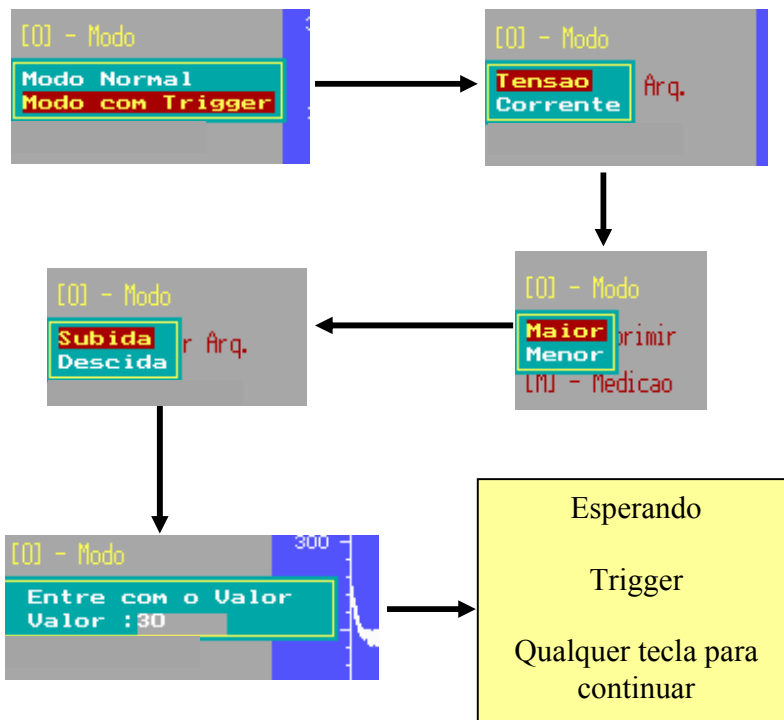 [O] - Modo
Modo Normal
Modo com Trigger
[O] - Modo
Tensao
Arq.
Corrente
[O] - Modo
Maior
primir
Menor
[M] - Medicao
[O] - Modo
Subida
r Arq.
Descida
[O] - Modo
300
Entre com o Valor
Valor :30
Esperando
Trigger
Qualquer tecla para
continuar